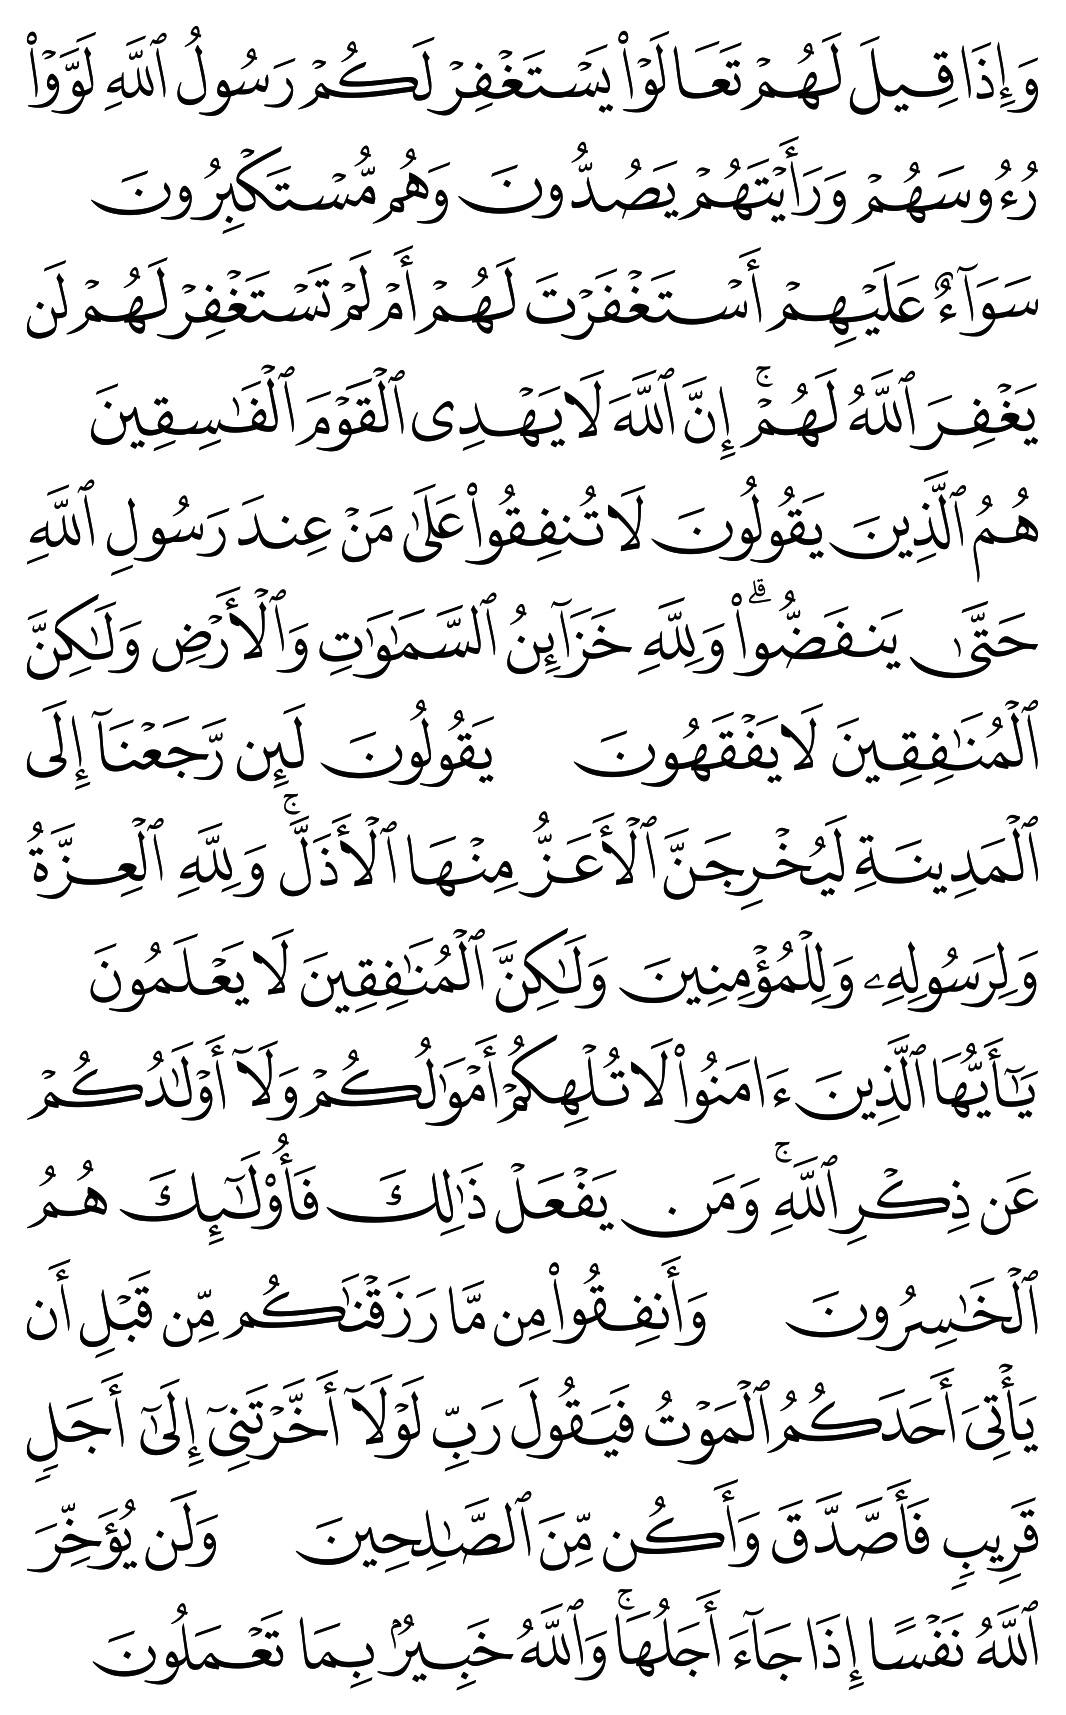 وَإِذَا قِيلَ لَهُمۡ تَعَالَوۡاْ يَسۡتَغۡفِرۡ لَكُمۡ رَسُولُ ٱللَّهِ لَوَّوۡاْ
رُءُوسَهُمۡ وَرَأَيۡتَهُمۡ يَصُدُّونَ وَهُم مُّسۡتَكۡبِرُونَ
سَوَآءٌ عَلَيۡهِمۡ أَسۡتَغۡفَرۡتَ لَهُمۡ أَمۡ لَمۡ تَسۡتَغۡفِرۡ لَهُمۡ لَن
يَغۡفِرَ ٱللَّهُ لَهُمۡۚ إِنَّ ٱللَّهَ لَا يَهۡدِى ٱلۡقَوۡمَ ٱلۡفَٰسِقِينَ
هُمُ ٱلَّذِينَ يَقُولُونَ لَا تُنفِقُواْ عَلَىٰ مَنۡ عِندَ رَسُولِ ٱللَّهِ
حَتَّىٰ يَنفَضُّواْۗ وَلِلَّهِ خَزَآئِنُ ٱلسَّمَٰوَٰتِ وَٱلۡأَرۡضِ وَلَٰكِنَّ
ٱلۡمُنَٰفِقِينَ لَا يَفۡقَهُونَ يَقُولُونَ لَئِن رَّجَعۡنَآ إِلَى
ٱلۡمَدِينَةِ لَيُخۡرِجَنَّ ٱلۡأَعَزُّ مِنۡهَا ٱلۡأَذَلَّۚ وَلِلَّهِ ٱلۡعِزَّةُ
وَلِرَسُولِهِۦ وَلِلۡمُؤۡمِنِينَ وَلَٰكِنَّ ٱلۡمُنَٰفِقِينَ لَا يَعۡلَمُونَ
يَٰٓأَيُّهَا ٱلَّذِينَ ءَامَنُواْ لَا تُلۡهِكُمۡ أَمۡوَٰلُكُمۡ وَلَآ أَوۡلَٰدُكُمۡ
عَن ذِكۡرِ ٱللَّهِۚ وَمَن يَفۡعَلۡ ذَٰلِكَ فَأُوْلَٰٓئِكَ هُمُ
ٱلۡخَٰسِرُونَ وَأَنفِقُواْ مِن مَّا رَزَقۡنَٰكُم مِّن قَبۡلِ أَن
يَأۡتِىَ أَحَدَكُمُ ٱلۡمَوۡتُ فَيَقُولَ رَبِّ لَوۡلَآ أَخَّرۡتَنِىٓ إِلَىٰٓ أَجَلٖ
قَرِيبٖ فَأَصَّدَّقَ وَأَكُن مِّنَ ٱلصَّٰلِحِينَ وَلَن يُؤَخِّرَ
ٱللَّهُ نَفۡسًا إِذَا جَآءَ أَجَلُهَاۚ وَٱللَّهُ خَبِيرُۢ بِمَا تَعۡمَلُونَ